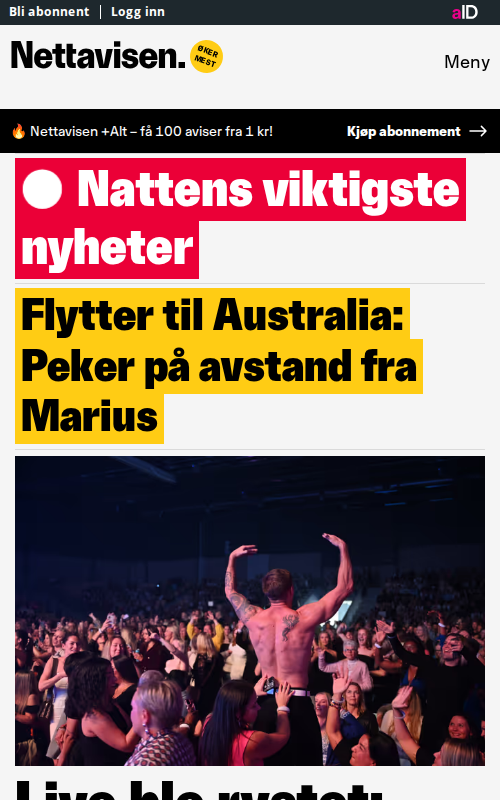 Bli abonnent
Logg inn
aID
Nettavisen.
ØKER
MEST
Meny
🔥 Nettavisen +Alt – få 100 aviser fra 1 kr!
Kjøp abonnement →
Nattens viktigste
nyheter
Flytter til Australia:
Peker på avstand fra
Marius